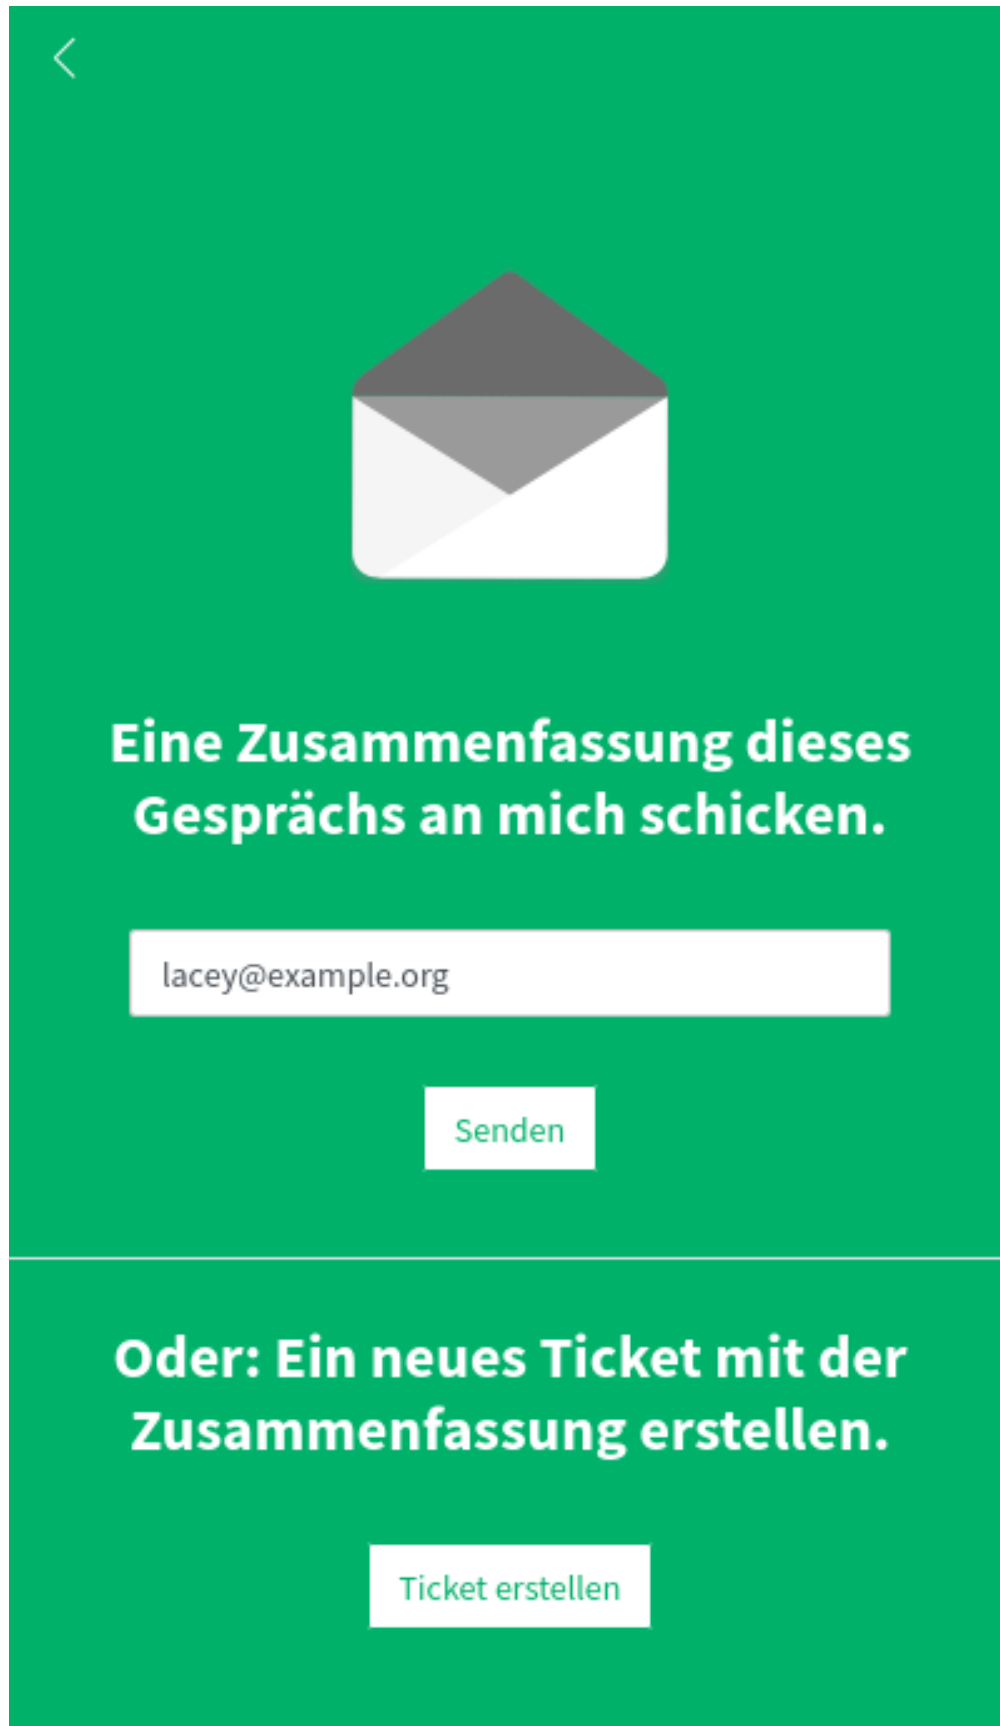 Eine Zusammenfassung dieses
Gesprächs an mich schicken.
lacey@example.org
Senden
Oder: Ein neues Ticket mit der
Zusammenfassung erstellen.
Ticket erstellen